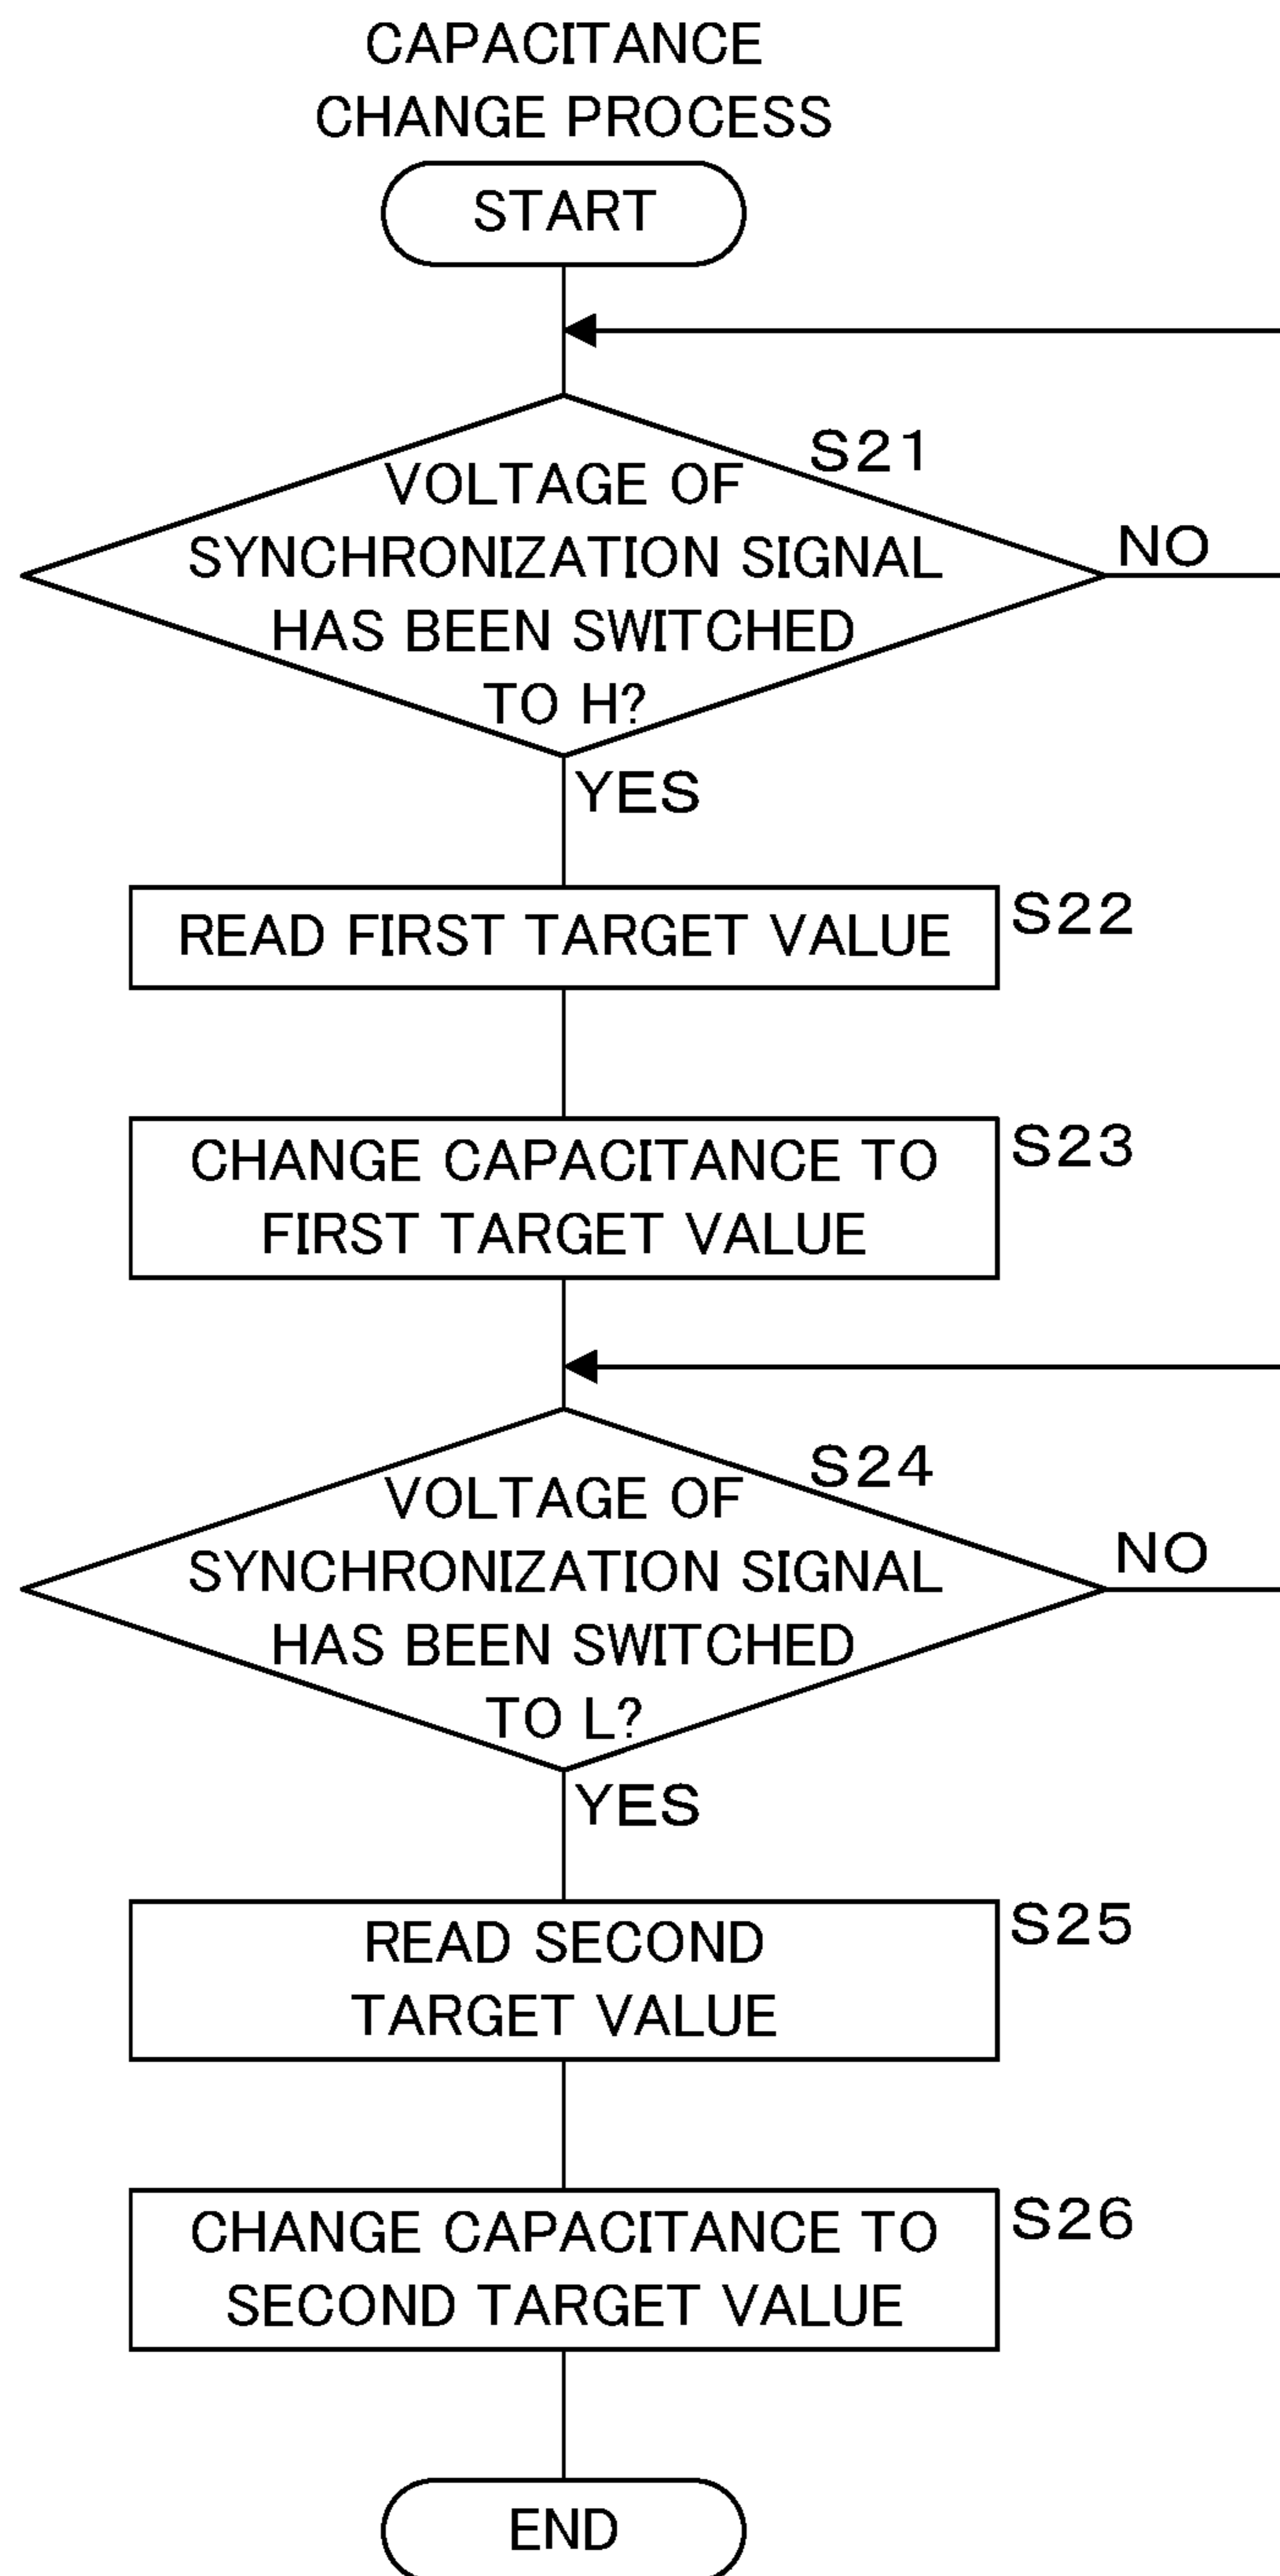 CAPACITANCE
CHANGE PROCESS
START
S21
VOLTAGE OF
SYNCHRONIZATION SIGNAL
HAS BEEN SWITCHED
TO H?
NO
YES
READ FIRST TARGET VALUE
S22
CHANGE CAPACITANCE TO
FIRST TARGET VALUE
S23
S24
VOLTAGE OF
SYNCHRONIZATION SIGNAL
HAS BEEN SWITCHED
TO L?
NO
YES
READ SECOND
TARGET VALUE
S25
CHANGE CAPACITANCE TO
SECOND TARGET VALUE
S26
END